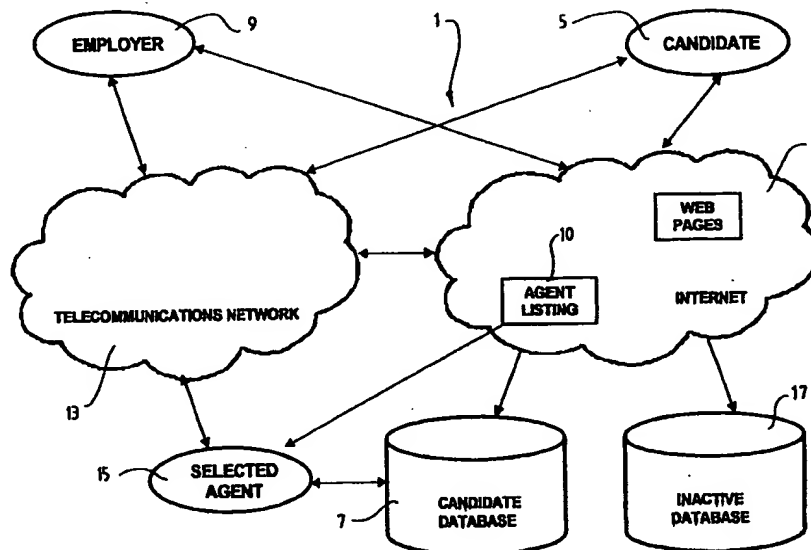 EMPLOYER
9
5
CANDIDATE
1
WEB
PAGES
10
AGENT
LISTING
INTERNET
TELECOMMUNICATIONS NETWORK
13
17
15
SELECTED
AGENT
7
CANDIDATE
DATABASE
INACTIVE
DATABASE